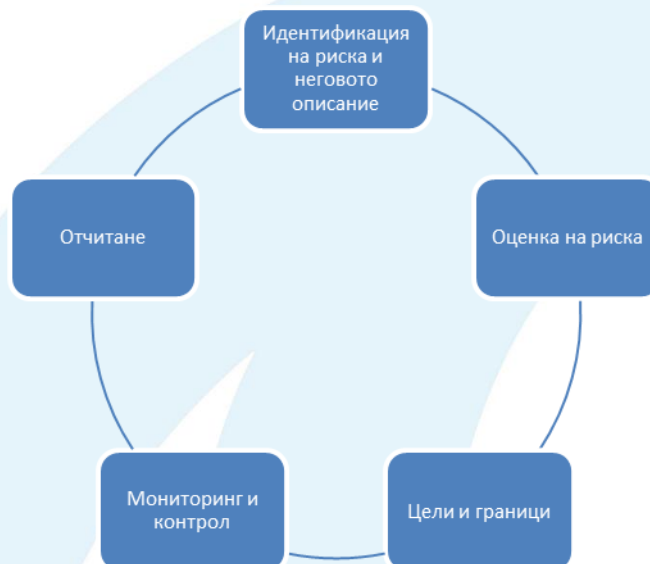 Идентификация
на риска и
неговото
описание
Отчитане
Оценка на риска
Мониторинг и
контрол
Цели и граници